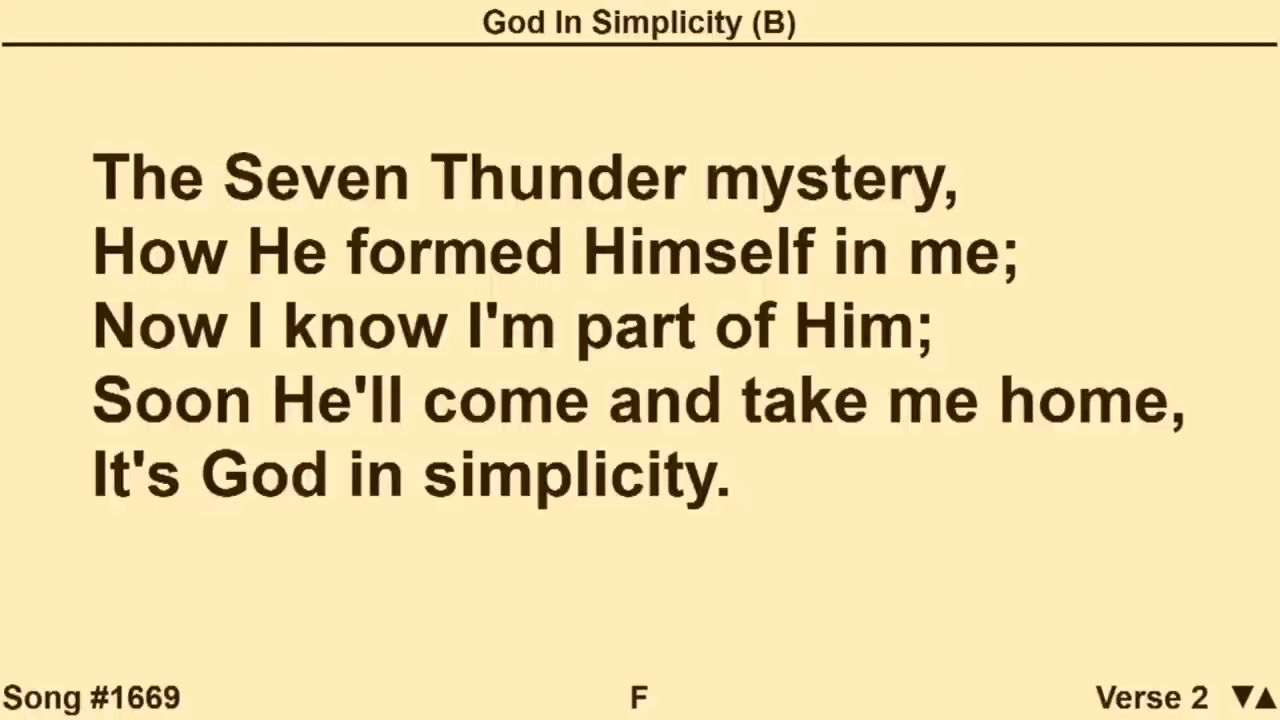 God In Simplicity (B)
The Seven Thunder mystery,
How He formed Himself in me;
Now I know I'm part of Him;
Soon He'll come and take me home,
It's God in simplicity.
Song #1669 F Verse 2 ▼▲